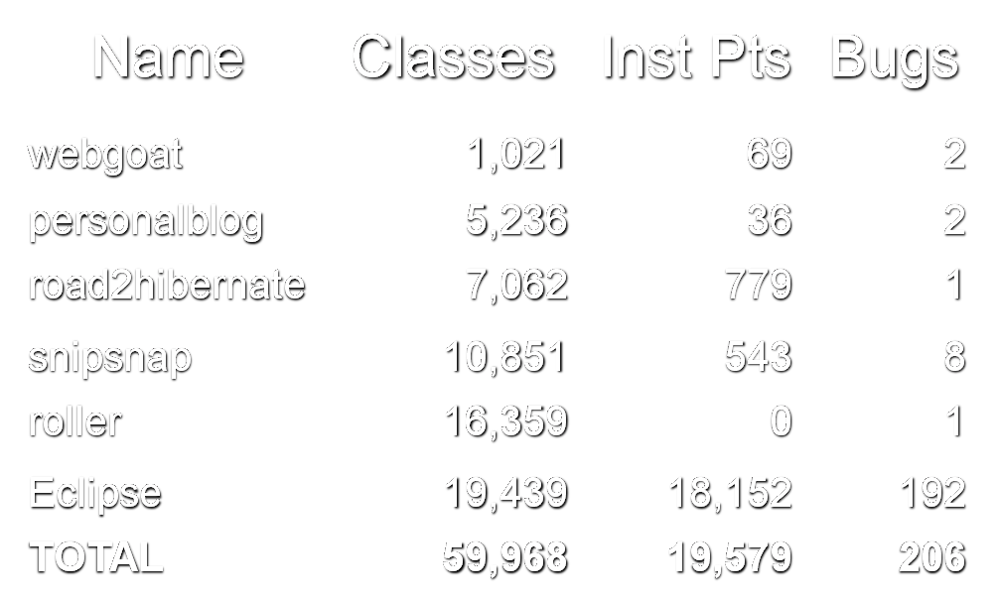 Name Classes Inst Pts Bugs
webgoat 1,021 69 2
personalblog 5,236 36 2
road2hibernate 7,062 779 1
snipsnap 10,851 543 8
roller 16,359 0 1
Eclipse 19,439 18,152 192
TOTAL 59,968 19,579 206